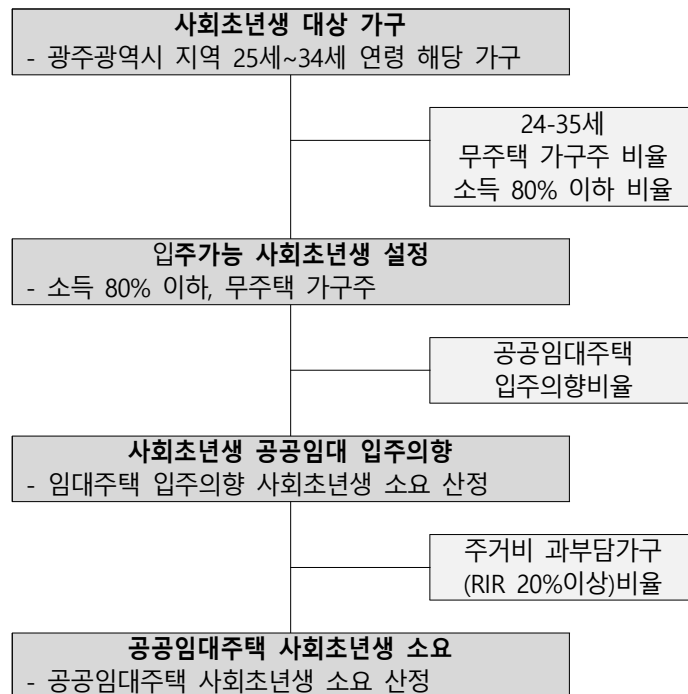 사회초년생 대상 가구
- 광주광역시 지역 25세~34세 연령 해당 가구
24-35세
무주택 가구주 비율
소득 80% 이하 비율
입주가능 사회초년생 설정
- 소득 80% 이하, 무주택 가구주
공공임대주택
입주의향비율
사회초년생 공공임대 입주의향
- 임대주택 입주의향 사회초년생 소요 산정
주거비 과부담가구
(RIR 20%이상)비율
공공임대주택 사회초년생 소요
- 공공임대주택 사회초년생 소요 산정